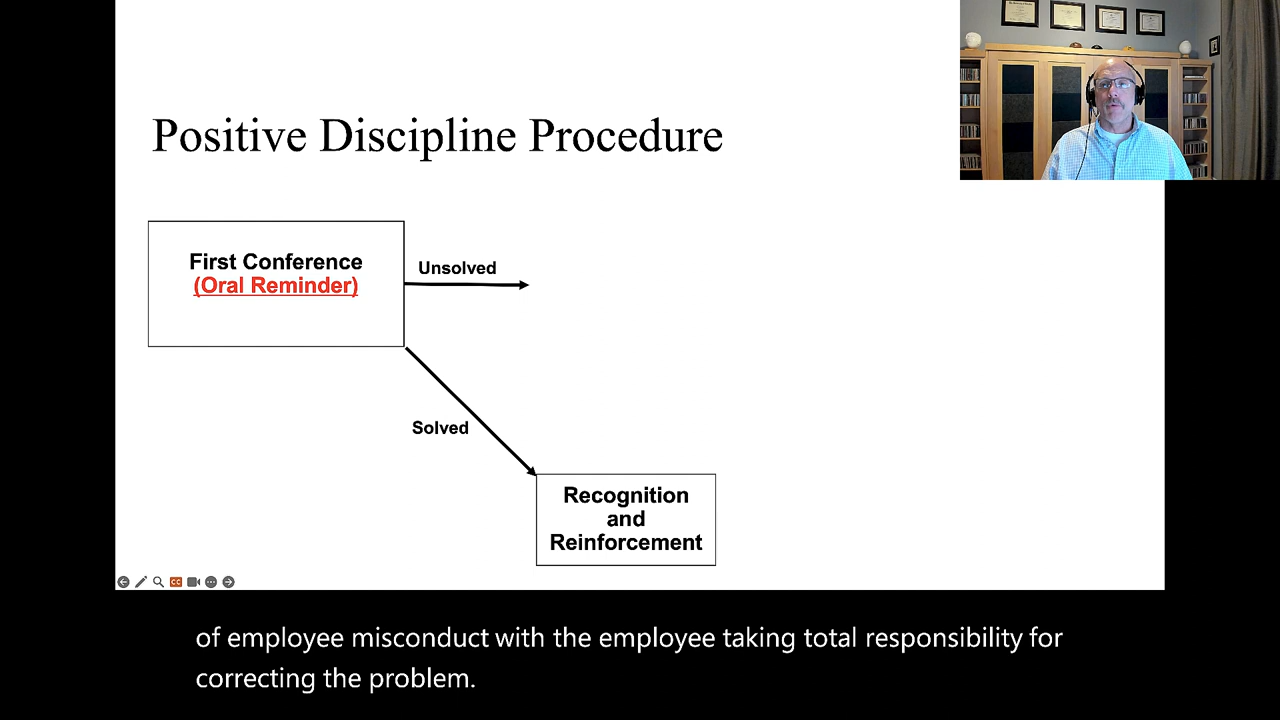 Positive Discipline Procedure
First Conference
(Oral Reminder)
Unsolved
Solved
Recognition
and
Reinforcement
CC
of employee misconduct with the employee taking total responsibility for
correcting the problem.